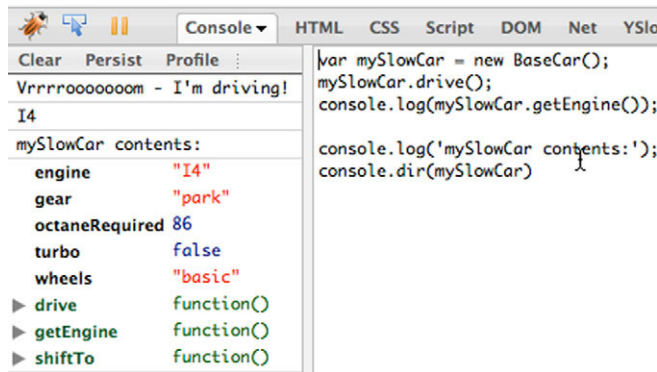 Console HTML CSS Script DOM Net YSlo
Clear Persist Profile
Vrrrrooooooom - I'm driving!
I4
mySlowCar contents:
engine "I4"
gear "park"
octaneRequired 86
turbo false
wheels "basic"
drive function()
getEngine function()
shiftTo function()
var mySlowCar = new BaseCar();
mySlowCar.drive();
console.log(mySlowCar.getEngine());
console.log('mySlowCar contents:');
console.dir(mySlowCar)